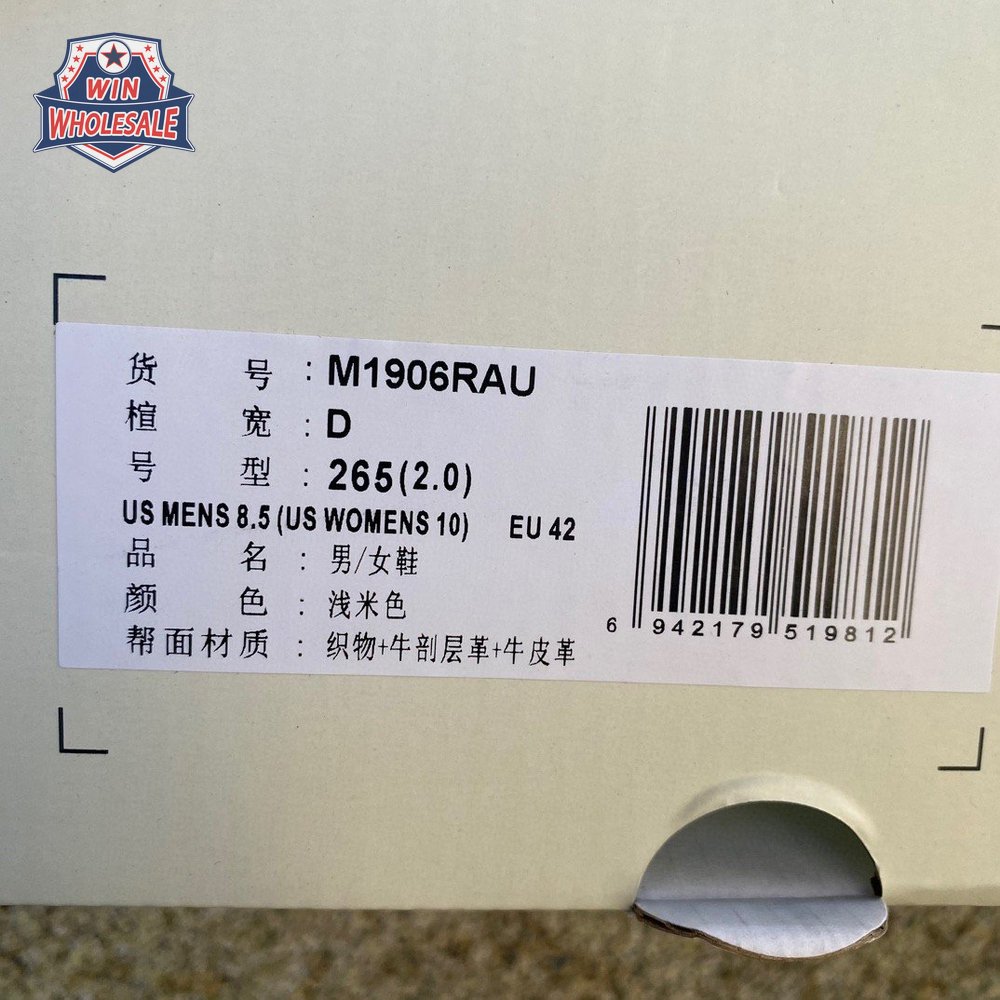 WIN
WHOLESALE
货号:M1906RAU
楦宽:D
号型:265(2.0)
US MENS 8.5 (US WOMENS 10) EU 42
品名:男/女鞋
颜色:浅米色
帮面材质:织物+牛剖层革+牛皮革
6 942179 519812